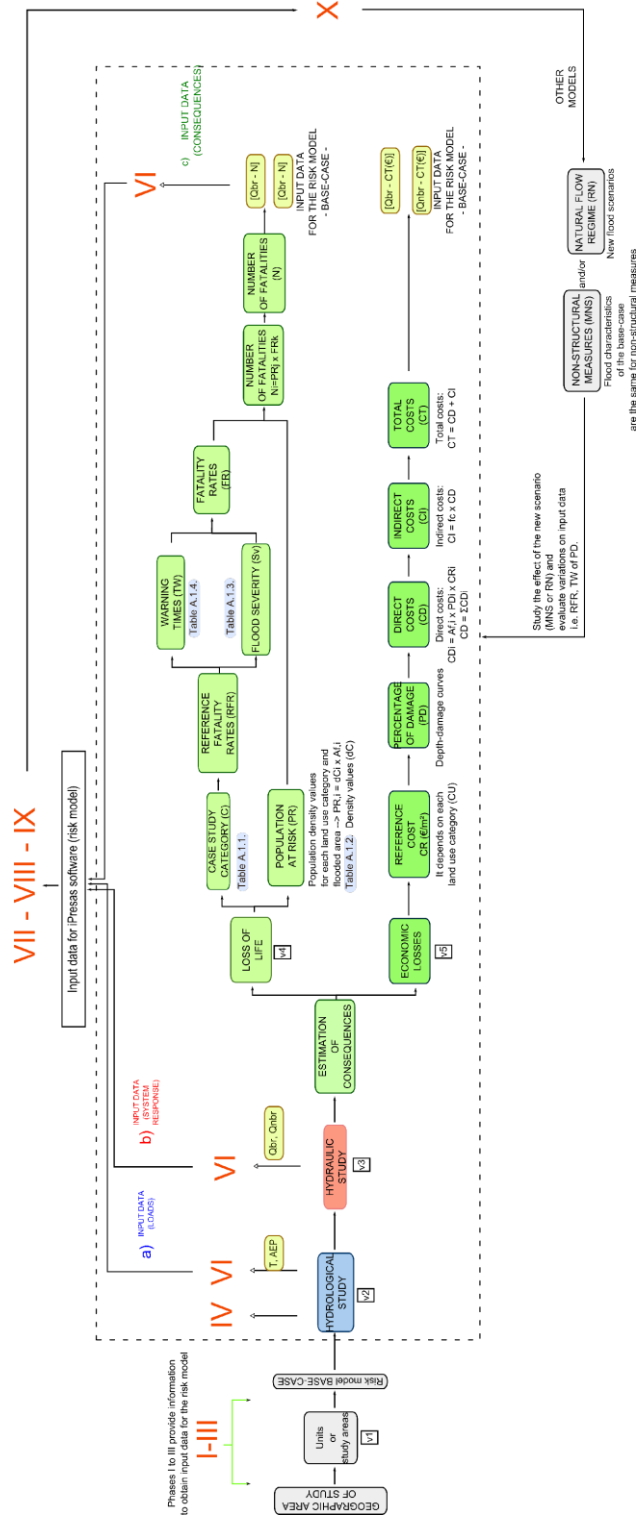 VII - VIII - IX
Input data for iPresas software (risk model)
X
Phases I to III provide information
to obtain input data for the risk model
I-III
GEOGRAPHIC AREA
OF STUDY
Units
or
study areas
v1
Risk model BASE-CASE
IV
VI
a)
INPUT DATA
(LOADS)
T, AEP
HYDROLOGICAL
STUDY
v2
VI
b)
INPUT DATA
(SYSTEM
RESPONSE)
Qbr, Qnbr
HYDRAULIC
STUDY
v3
ESTIMATION
OF
CONSEQUENCES
LOSS OF
LIFE
v4
CASE STUDY
CATEGORY (C)
Table A.1.1.
REFERENCE
FATALITY
RATES (RFR)
WARNING
TIMES (TW)
Table A.1.4.
Table A.1.3.
FLOOD SEVERITY (Sv)
FATALITY
RATES
(FR)
POPULATION
AT RISK (PR)
Population density values
for each land use category and
flooded area --> PR,i = dCi x Af,i
Table A.1.2. Density values (dC)
NUMBER
OF FATALITIES
Ni=PRj x FRk
NUMBER
OF FATALITIES
(N)
VI
c)
INPUT DATA
(CONSEQUENCES)
[Qbr - N]
[Qbr - N]
INPUT DATA
FOR THE RISK MODEL
- BASE-CASE -
ECONOMIC
LOSSES
v5
REFERENCE
COST
CR (€/m²)
It depends on each
land use category (CU)
PERCENTAGE
OF DAMAGE
(PD)
Depth-damage curves
DIRECT
COSTS
(CD)
Direct costs:
CDi = Af,i x PDi x CRi
CD = ΣCDi
INDIRECT
COSTS
(CI)
Indirect costs:
CI = fc x CD
TOTAL
COSTS
(CT)
Total costs:
CT = CD + CI
[Qbr - CT(€)]
[Qnbr - CT(€)]
INPUT DATA
FOR THE RISK MODEL
- BASE-CASE -
Study the effect of the new scenario
(MNS or RN) and
evaluate variations on input data
i.e. RFR, TW of PD.
NON-STRUCTURAL
MEASURES (MNS)
Flood characteristics
of the base-case
are the same for non-structural measures
and/or
NATURAL FLOW
REGIME (RN)
New flood scenarios
OTHER
MODELS